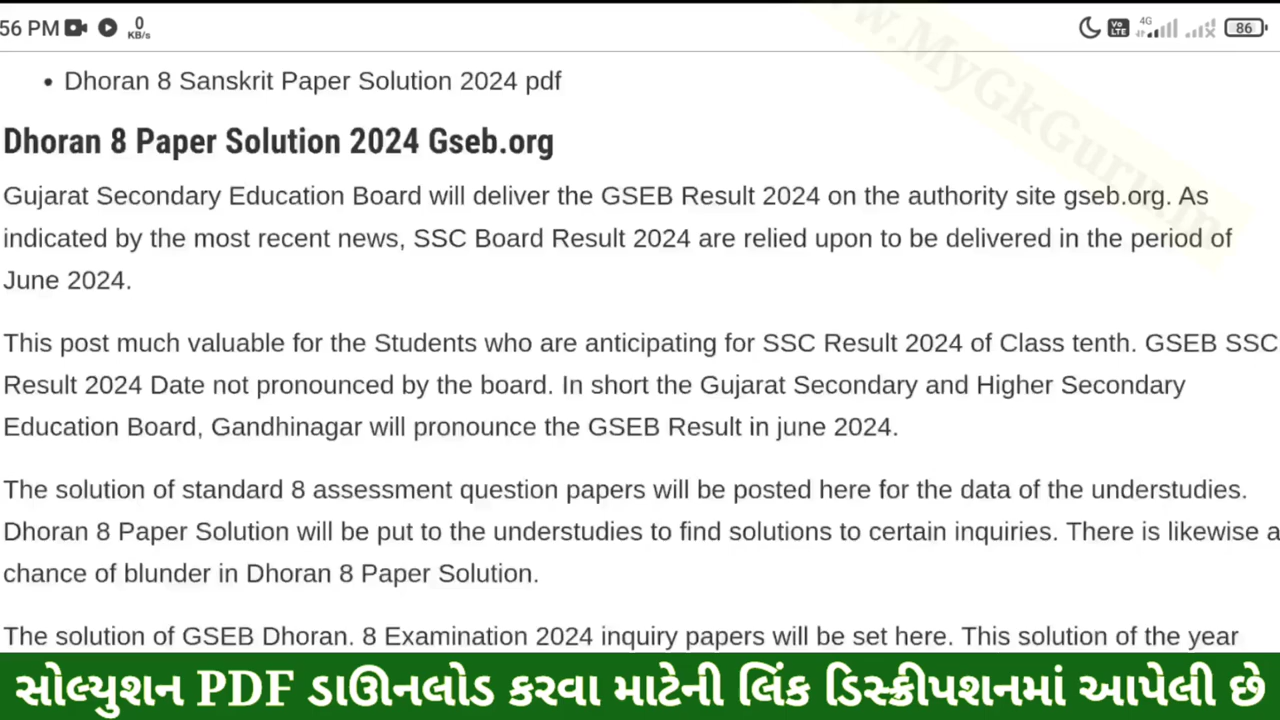 56 PM 0 KB/s Vo LTE 4G 86
• Dhoran 8 Sanskrit Paper Solution 2024 pdf
Dhoran 8 Paper Solution 2024 Gseb.org
www.MyGkGuru.in
Gujarat Secondary Education Board will deliver the GSEB Result 2024 on the authority site gseb.org. As
indicated by the most recent news, SSC Board Result 2024 are relied upon to be delivered in the period of
June 2024.
This post much valuable for the Students who are anticipating for SSC Result 2024 of Class tenth. GSEB SSC
Result 2024 Date not pronounced by the board. In short the Gujarat Secondary and Higher Secondary
Education Board, Gandhinagar will pronounce the GSEB Result in june 2024.
The solution of standard 8 assessment question papers will be posted here for the data of the understudies.
Dhoran 8 Paper Solution will be put to the understudies to find solutions to certain inquiries. There is likewise a
chance of blunder in Dhoran 8 Paper Solution.
The solution of GSEB Dhoran. 8 Examination 2024 inquiry papers will be set here. This solution of the year
સોલ્યુશન PDF ડાઊનલોડ કરવા માટેની લિંક ડિસ્ક્રીપશનમાં આપેલી છે